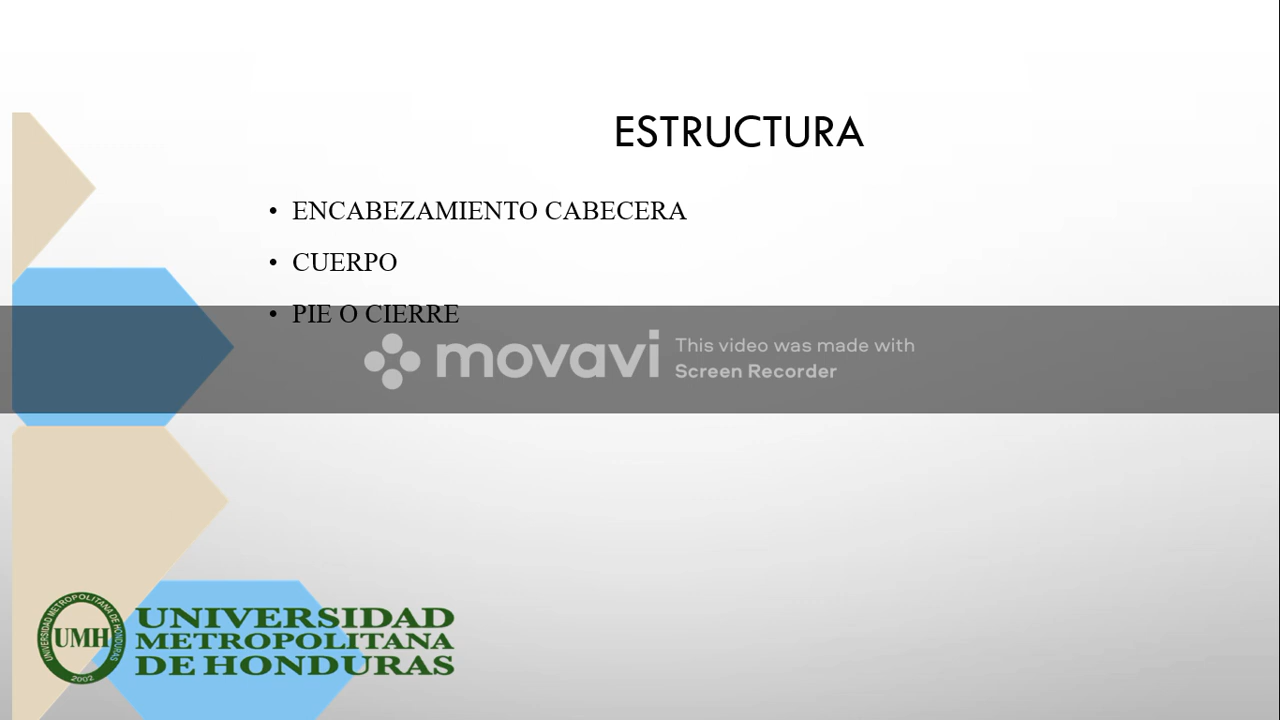 ESTRUCTURA
• ENCABEZAMIENTO CABECERA
• CUERPO
• PIE O CIERRE
movavi
This video was made with
Screen Recorder
UNIVERSIDAD METROPOLITANA DE HONDURAS
UMH
2002
UNIVERSIDAD
METROPOLITANA
DE HONDURAS